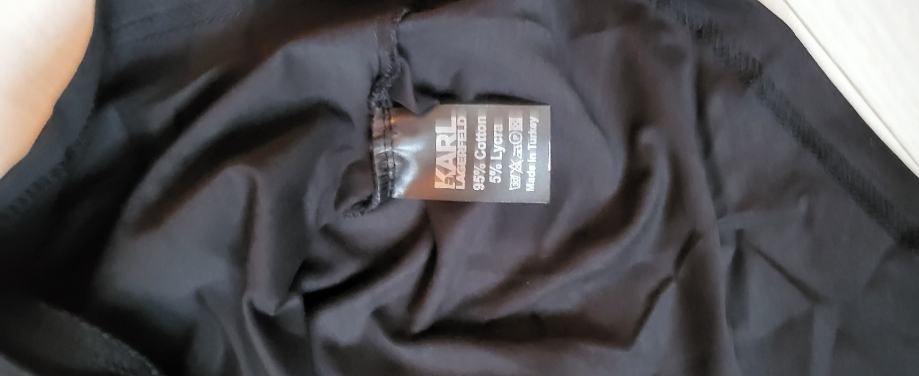 KARL
LAGERFELD
95% Cotton
5% Lycra
Made in Turkey